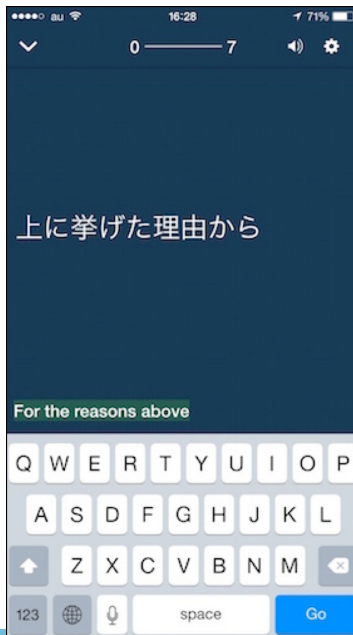 au 16:28 71%
0 7
上に挙げた理由から
For the reasons above
Q W E R T Y U I O P
A S D F G H J K L
Z X C V B N M
123 space Go